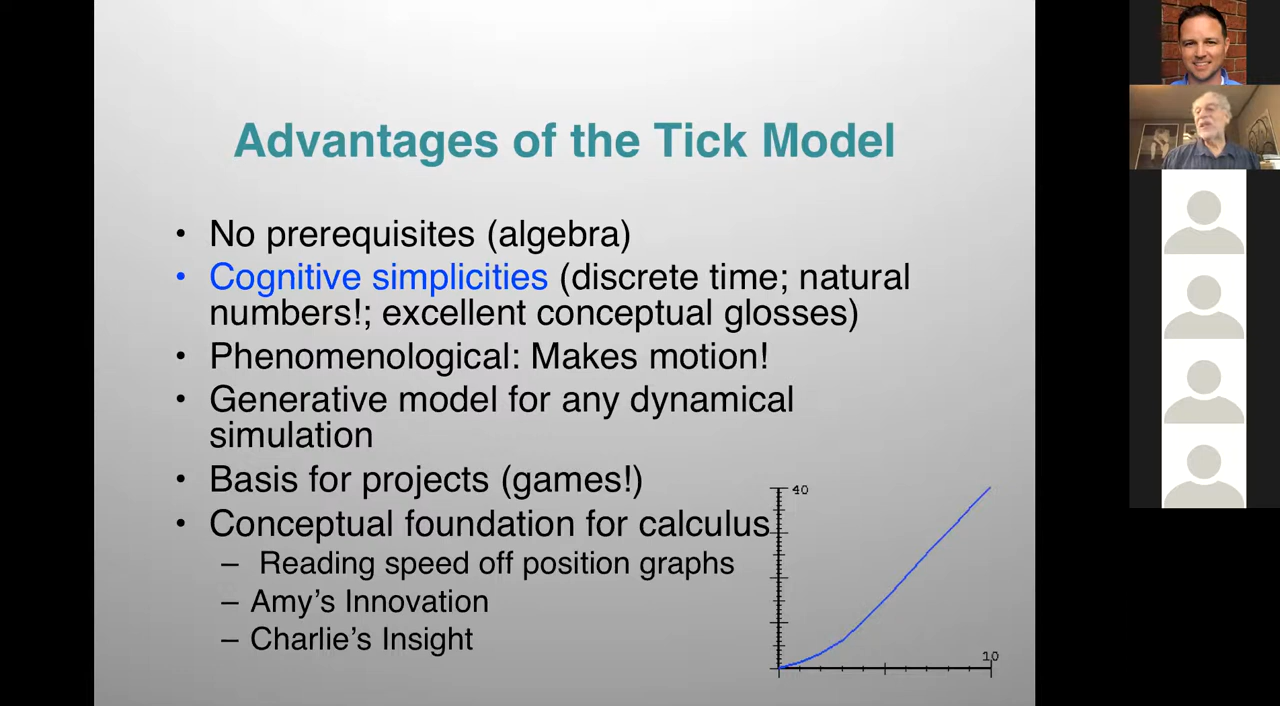 Advantages of the Tick Model
• No prerequisites (algebra)
• Cognitive simplicities (discrete time; natural
numbers!; excellent conceptual glosses)
• Phenomenological: Makes motion!
• Generative model for any dynamical
simulation
• Basis for projects (games!)
• Conceptual foundation for calculus
– Reading speed off position graphs
– Amy’s Innovation
– Charlie’s Insight
40
10